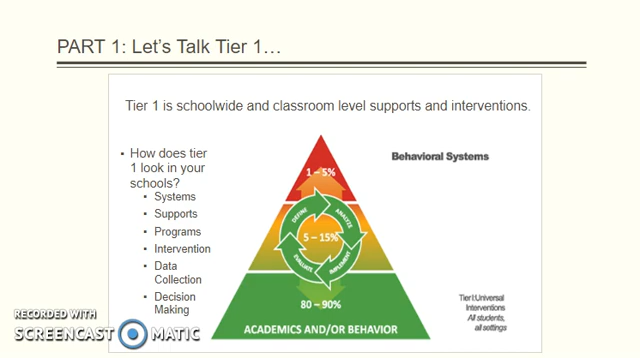 PART 1: Let's Talk Tier 1…
Tier 1 is schoolwide and classroom level supports and interventions.
• How does tier
1 look in your
schools?
▪ Systems
▪ Supports
▪ Programs
▪ Intervention
▪ Data
Collection
▪ Decision
Making
Behavioral Systems
1 – 5%
DEFINE
ANALYZE
5 – 15%
EVALUATE
IMPLEMENT
80 – 90%
ACADEMICS AND/OR BEHAVIOR
Tier I:Universal
Interventions
All students,
all settings
RECORDED WITH
SCREENCAST MATIC